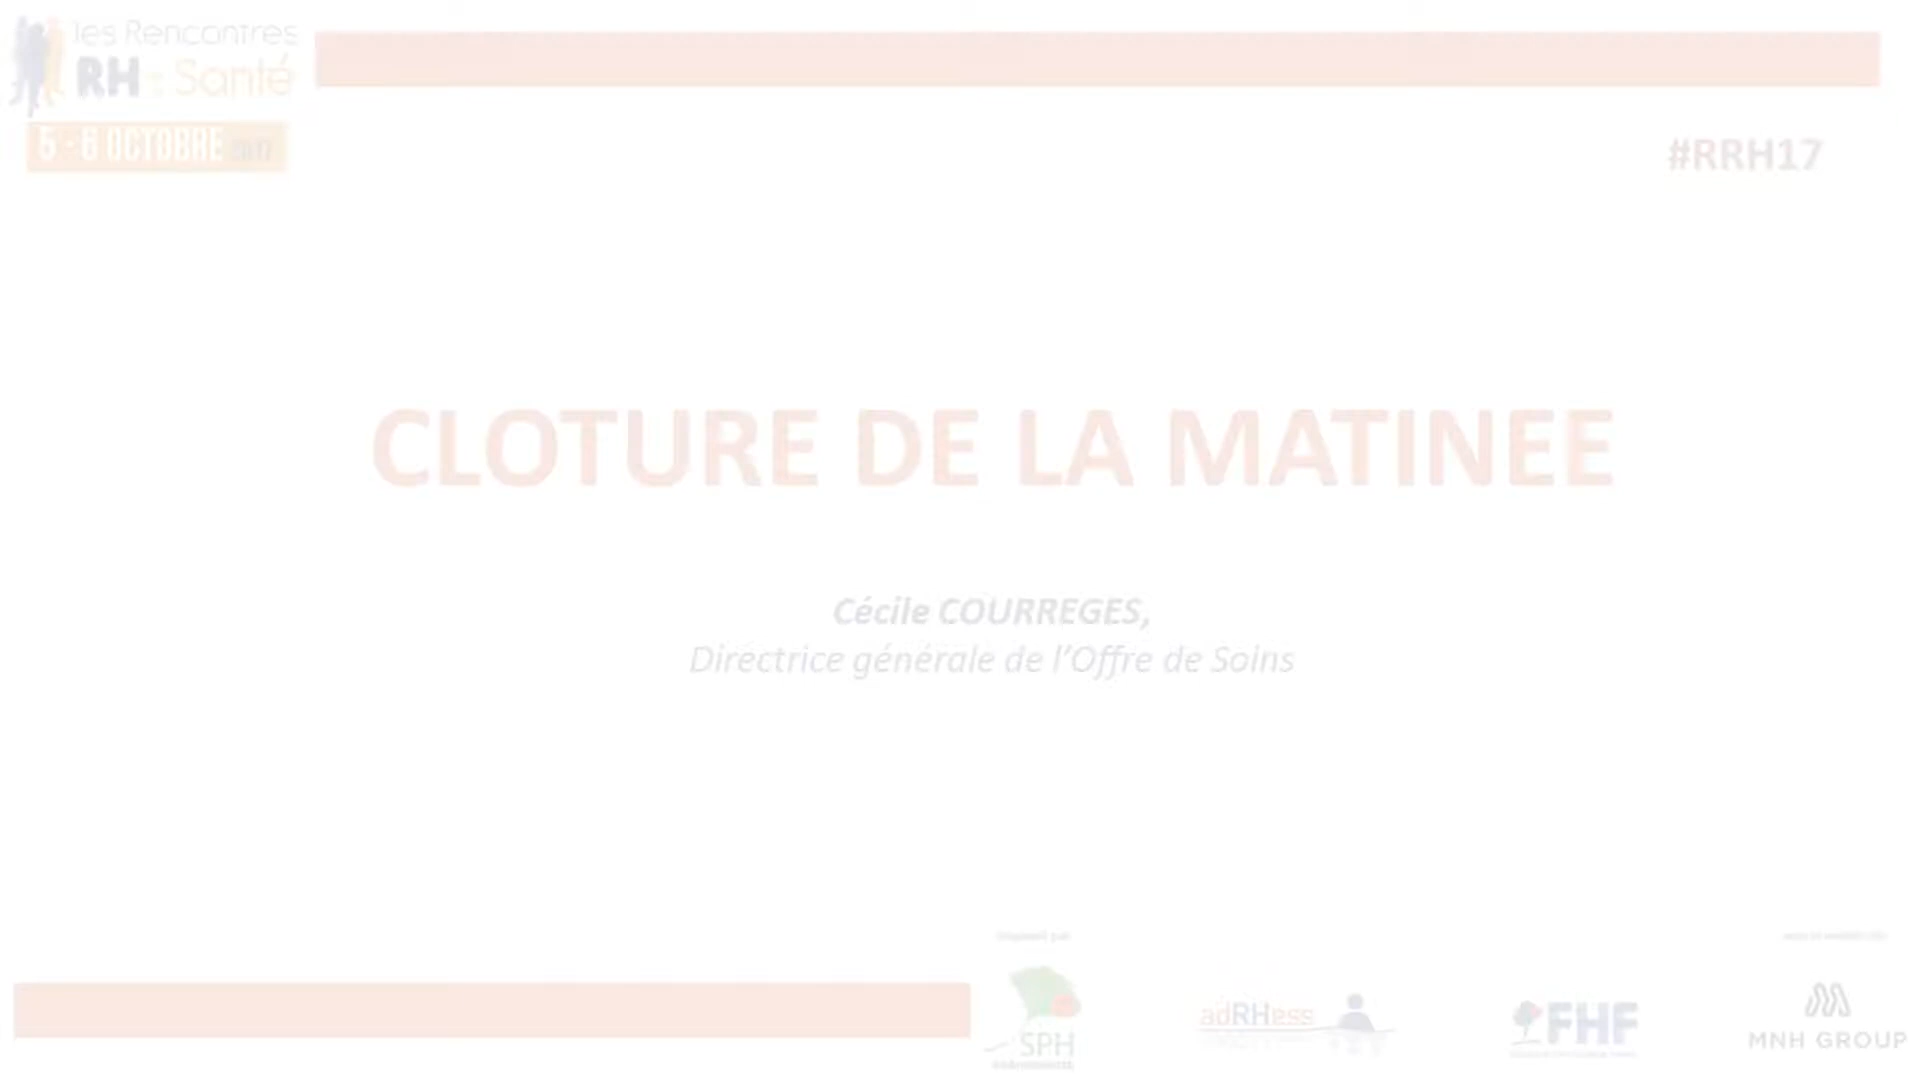 les Rencontres
RH Santé
5 - 6 OCTOBRE 2017
#RRH17
CLOTURE DE LA MATINEE
Cécile COURREGES,
Directrice générale de l'Offre de Soins
SPH
adRHess
FHF
MNH GROUP